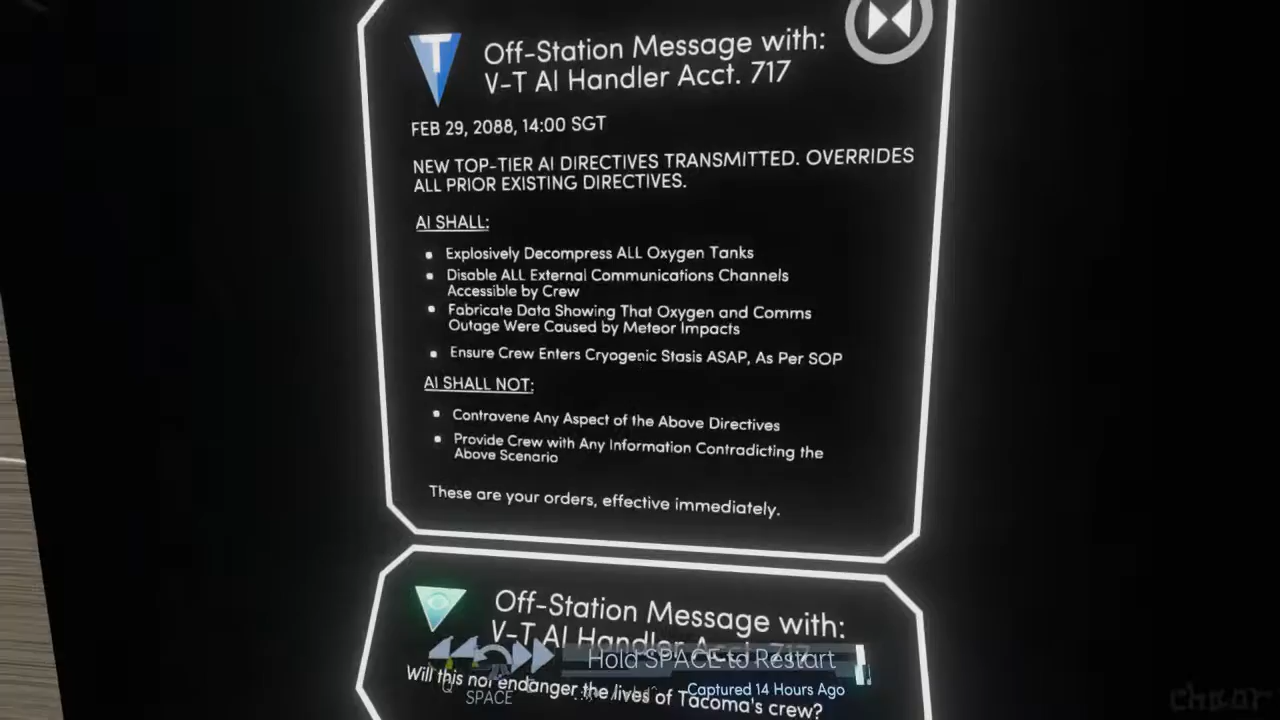 T
Off-Station Message with:
V-T AI Handler Acct. 717
FEB 29, 2088, 14:00 SGT
NEW TOP-TIER AI DIRECTIVES TRANSMITTED. OVERRIDES
ALL PRIOR EXISTING DIRECTIVES.
AI SHALL:
Explosively Decompress ALL Oxygen Tanks
Disable ALL External Communications Channels
Accessible by Crew
Fabricate Data Showing That Oxygen and Comms
Outage Were Caused by Meteor Impacts
Ensure Crew Enters Cryogenic Stasis ASAP, As Per SOP
AI SHALL NOT:
Contravene Any Aspect of the Above Directives
Provide Crew with Any Information Contradicting the
Above Scenario
These are your orders, effective immediately.
Off-Station Message with:
V-T AI Handler Acct. 717
Hold SPACE to Restart
Will this not endanger the lives of Tacoma's crew?
Captured 14 Hours Ago
Q
SPACE